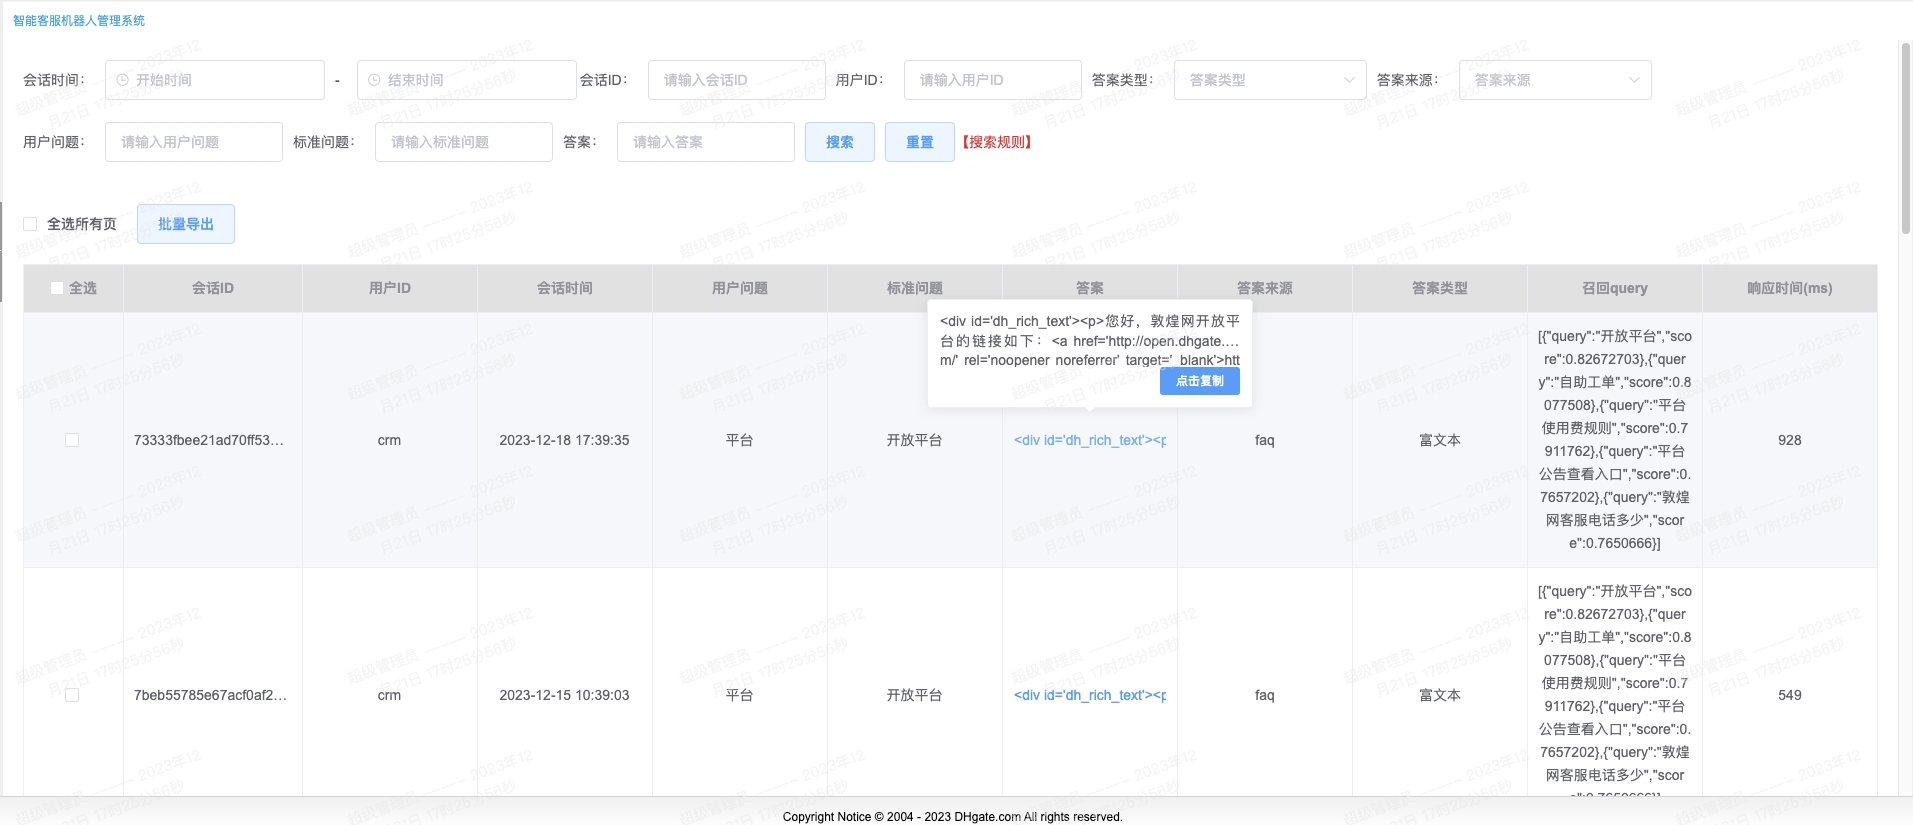 智能客服机器人管理系统
会话时间： 开始时间 - 结束时间 会话ID： 请输入会话ID 用户ID： 请输入用户ID 答案类型： 答案类型 答案来源： 答案来源
用户问题： 请输入用户问题 标准问题： 请输入标准问题 答案： 请输入答案 搜索 重置 【搜索规则】
全选所有页 批量导出
全选 会话ID 用户ID 会话时间 用户问题 标准问题 答案 答案来源 答案类型 召回query 响应时间(ms)
<div id='dh_rich_text'><p>您好，敦煌网开放平
台的链接如下：<a href='http://open.dhgate.…
m/' rel='noopener noreferrer' target='_blank'>htt
点击复制
73333fbee21ad70ff53... crm 2023-12-18 17:39:35 平台 开放平台 <div id='dh_rich_text'><p faq 富文本
[{"query":"开放平台","sco
re":0.82672703},{"quer
y":"自助工单","score":0.8
077508},{"query":"平台
使用费规则","score":0.7
911762},{"query":"平台
公告查看入口","score":0.
7657202},{"query":"敦煌
网客服电话多少","scor
e":0.7650666}]
928
7beb55785e67acf0af2... crm 2023-12-15 10:39:03 平台 开放平台 <div id='dh_rich_text'><p faq 富文本
[{"query":"开放平台","sco
re":0.82672703},{"quer
y":"自助工单","score":0.8
077508},{"query":"平台
使用费规则","score":0.7
911762},{"query":"平台
公告查看入口","score":0.
7657202},{"query":"敦煌
网客服电话多少","scor
e":0.7650666}]
549
Copyright Notice © 2004 - 2023 DHgate.com All rights reserved.
超级管理员 —— 2023年12
月21日 17时25分56秒